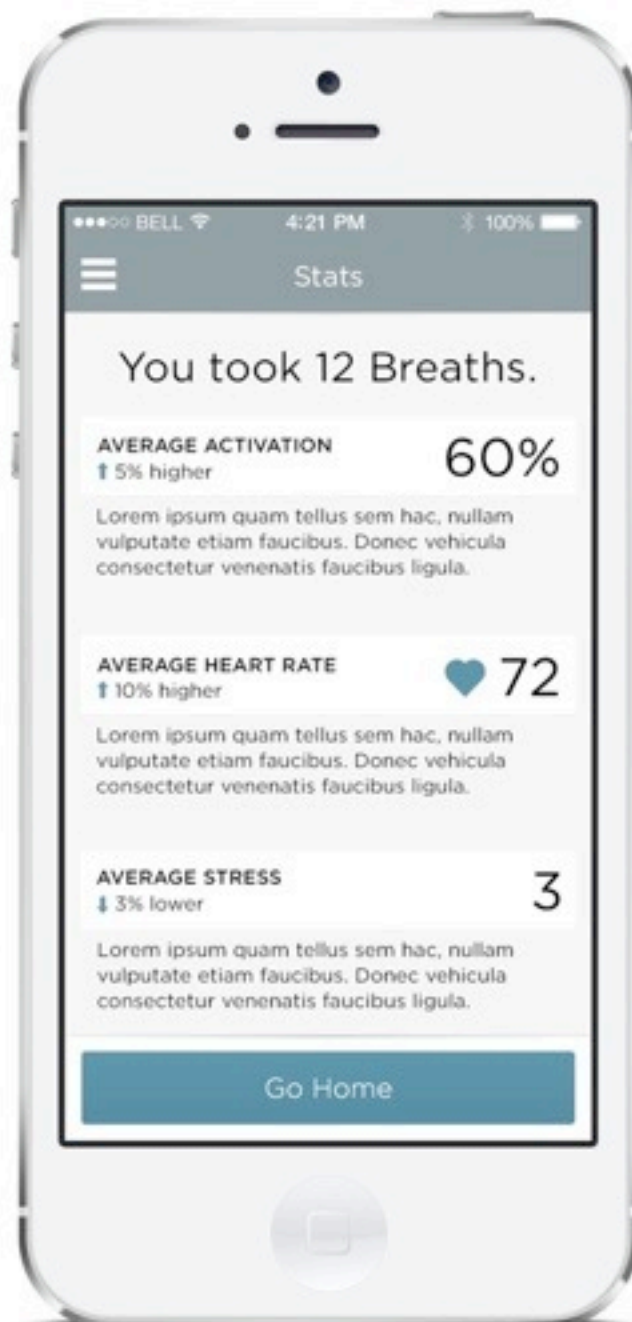 BELL 4:21 PM 100%
Stats
You took 12 Breaths.
AVERAGE ACTIVATION 60%
↑ 5% higher
Lorem ipsum quam tellus sem hac, nullam
vulputate etiam faucibus. Donec vehicula
consectetur venenatis faucibus ligula.
AVERAGE HEART RATE 72
↑ 10% higher
Lorem ipsum quam tellus sem hac, nullam
vulputate etiam faucibus. Donec vehicula
consectetur venenatis faucibus ligula.
AVERAGE STRESS 3
↓ 3% lower
Lorem ipsum quam tellus sem hac, nullam
vulputate etiam faucibus. Donec vehicula
consectetur venenatis faucibus ligula.
Go Home